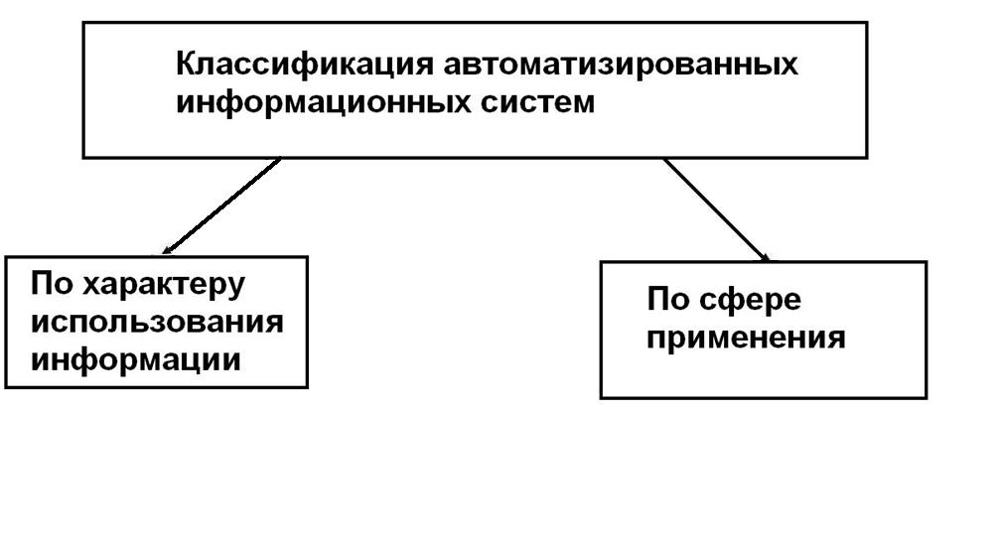 Классификация автоматизированных
информационных систем
По характеру
использования
информации
По сфере
применения